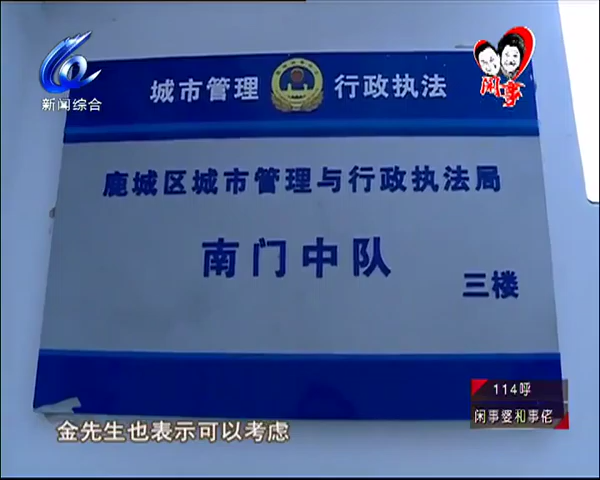 新闻综合
闲事
城市管理 行政执法
鹿城区城市管理与行政执法局
南门中队
三楼
114呼
闲事婆和事佬
金先生也表示可以考虑